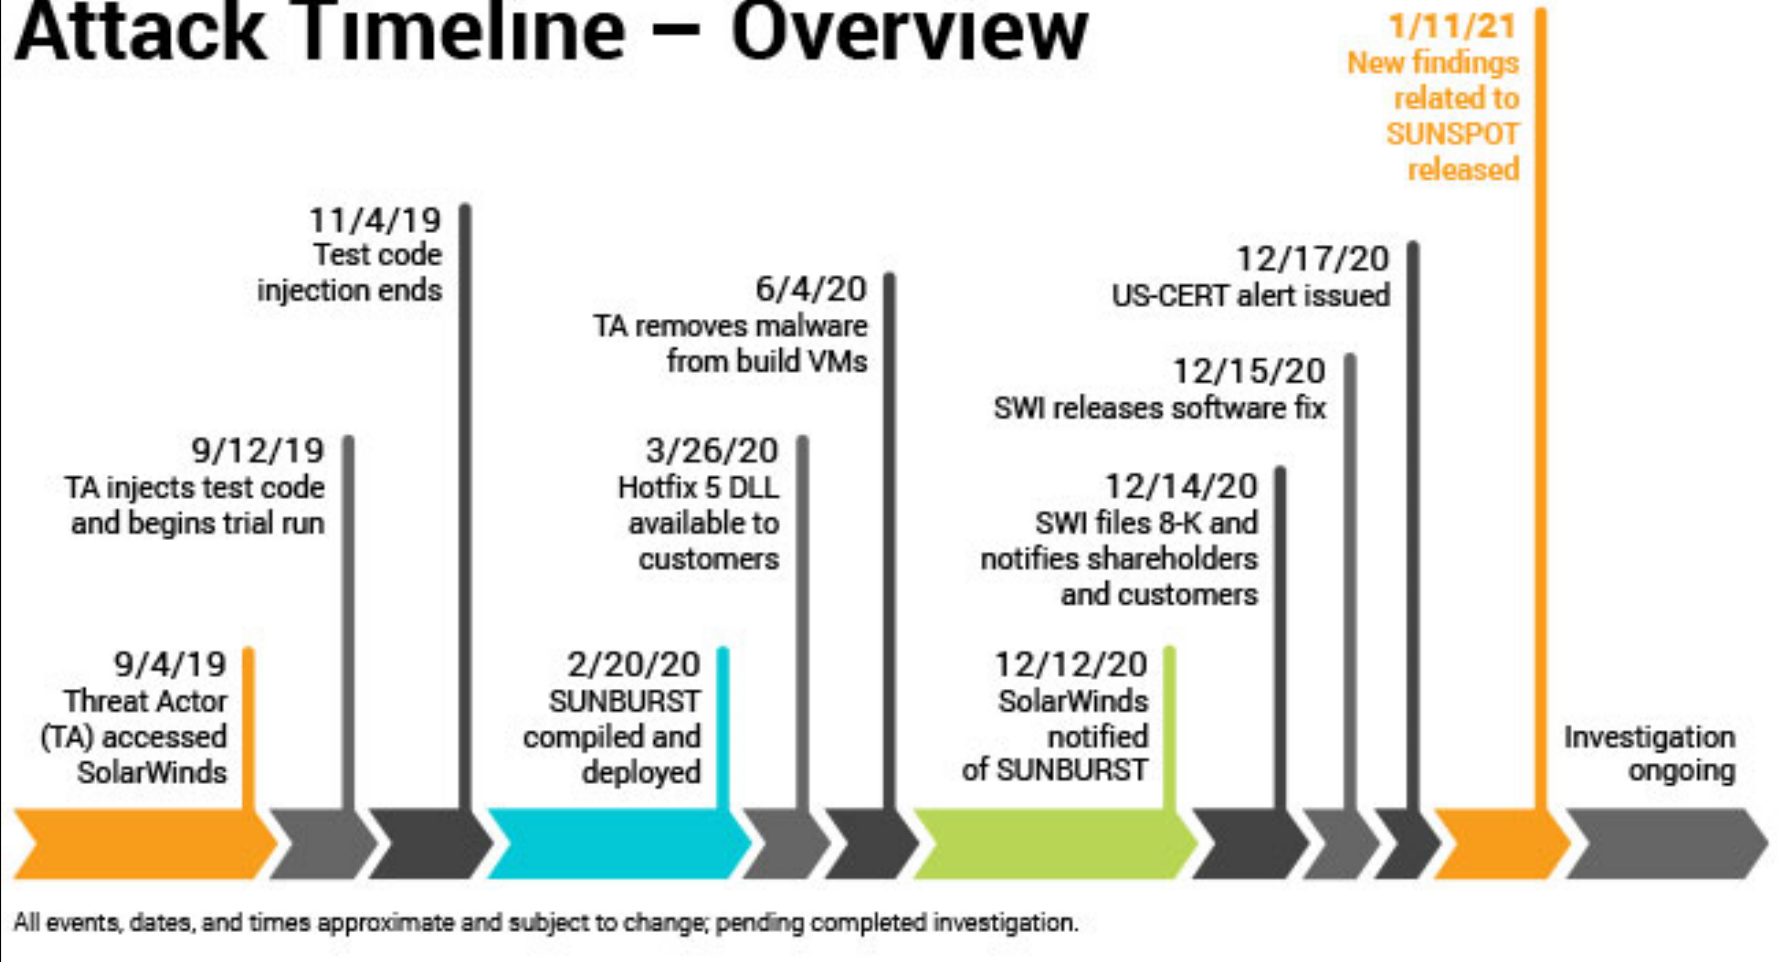 Attack Timeline – Overview
1/11/21
New findings
related to
SUNSPOT
released
11/4/19
Test code
injection ends
12/17/20
US-CERT alert issued
6/4/20
TA removes malware
from build VMs
12/15/20
SWI releases software fix
9/12/19
TA injects test code
and begins trial run
3/26/20
Hotfix 5 DLL
available to
customers
12/14/20
SWI files 8-K and
notifies shareholders
and customers
9/4/19
Threat Actor
(TA) accessed
SolarWinds
2/20/20
SUNBURST
compiled and
deployed
12/12/20
SolarWinds
notified
of SUNBURST
Investigation
ongoing
All events, dates, and times approximate and subject to change; pending completed investigation.